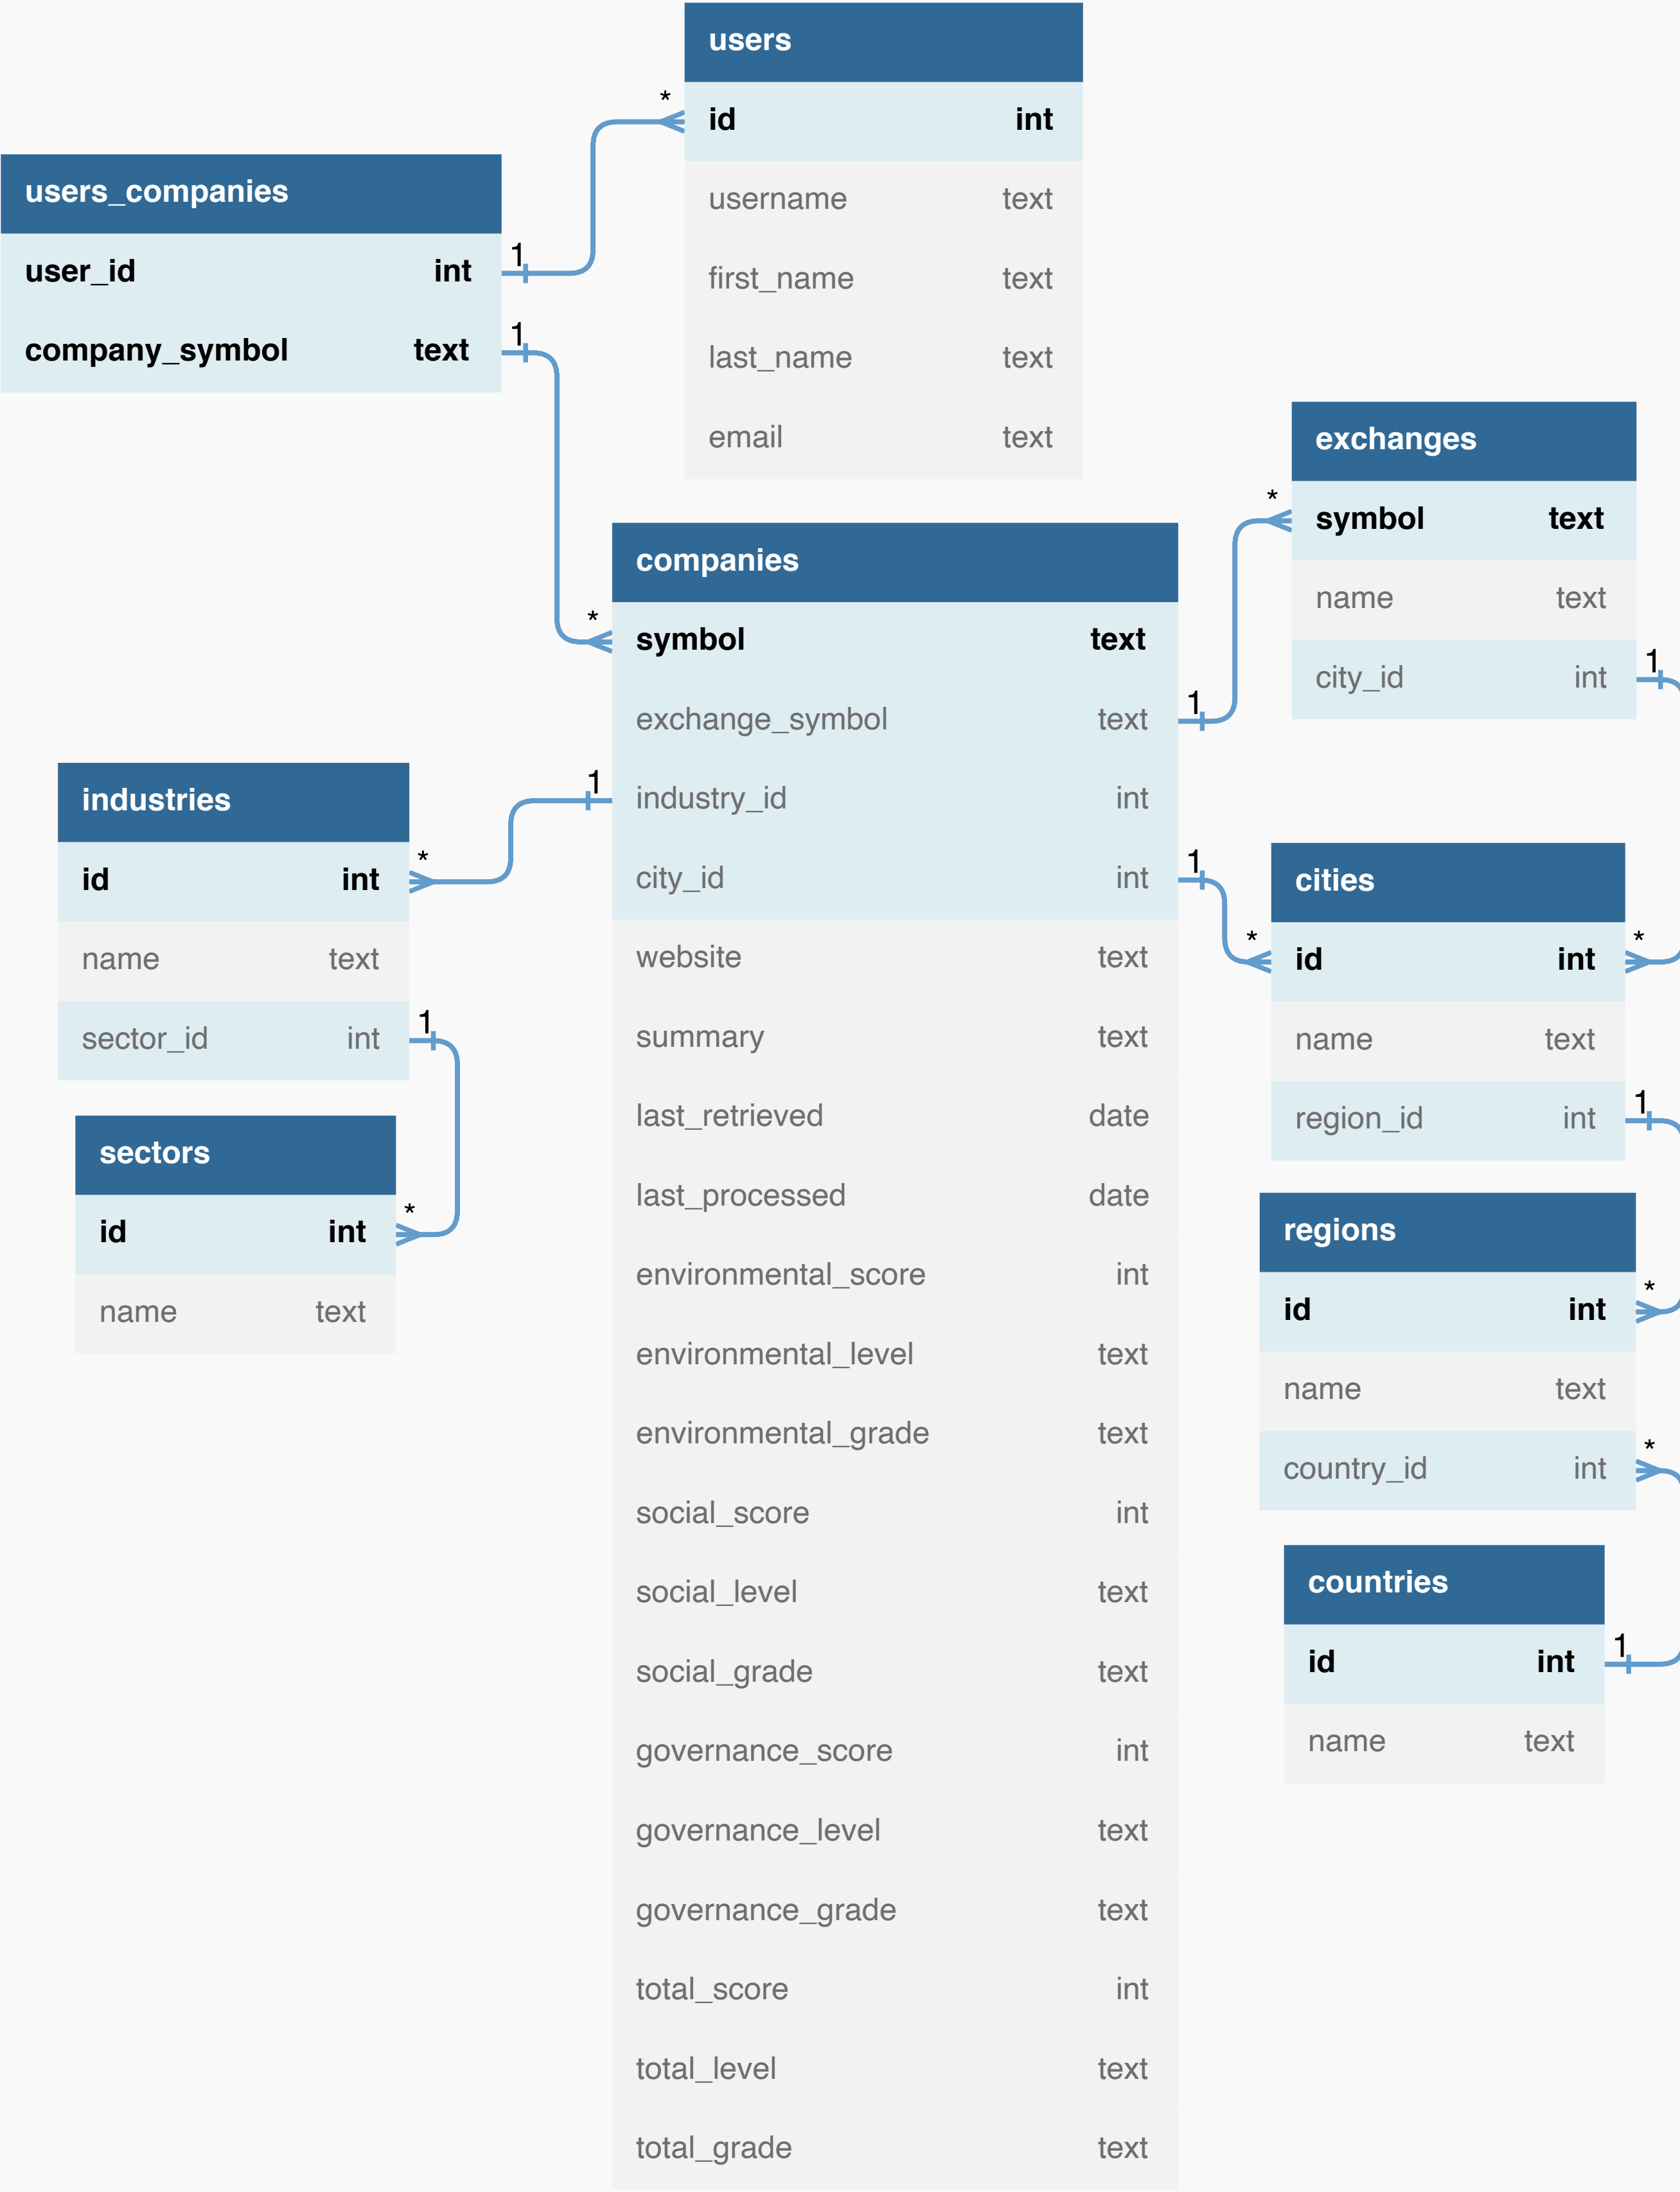 users
* id int
username text
first_name text
last_name text
email text
users_companies
user_id int 1
company_symbol text 1
exchanges
* symbol text
name text
city_id int 1
companies
* symbol text
exchange_symbol text 1
1 industry_id int
city_id int 1
website text
summary text
last_retrieved date
last_processed date
environmental_score int
environmental_level text
environmental_grade text
social_score int
social_level text
social_grade text
governance_score int
governance_level text
governance_grade text
total_score int
total_level text
total_grade text
industries
id int *
name text
sector_id int 1
sectors
id int *
name text
cities
* id int *
name text
region_id int 1
regions
id int *
name text
country_id int *
countries
id int 1
name text